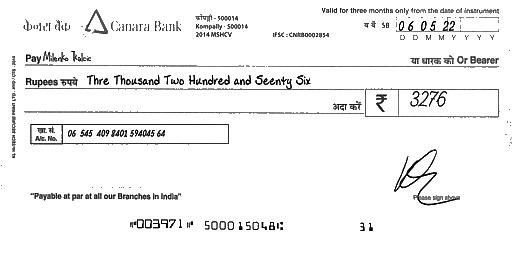 केनरा बैंक Canara Bank
कोंपल्ली - 500014
Kompally - 500014
2014 MSHCV
IFSC : CNRB0002854
Valid for three months only from the date of instrument
SB 06 05 22
D D M M Y Y Y Y
Pay Milenko Kalcic
या धारक को Or Bearer
Rupees रुपये Thre Thousand Two Hundred and Seenty Six
अदा करें ₹ 3276
खा. सं.
A/c. No. 06 545 409 8401 594045 64
Please sign above
"Payable at par at all our Branches in India"
⑈003971⑈ 500015048⑆ 31